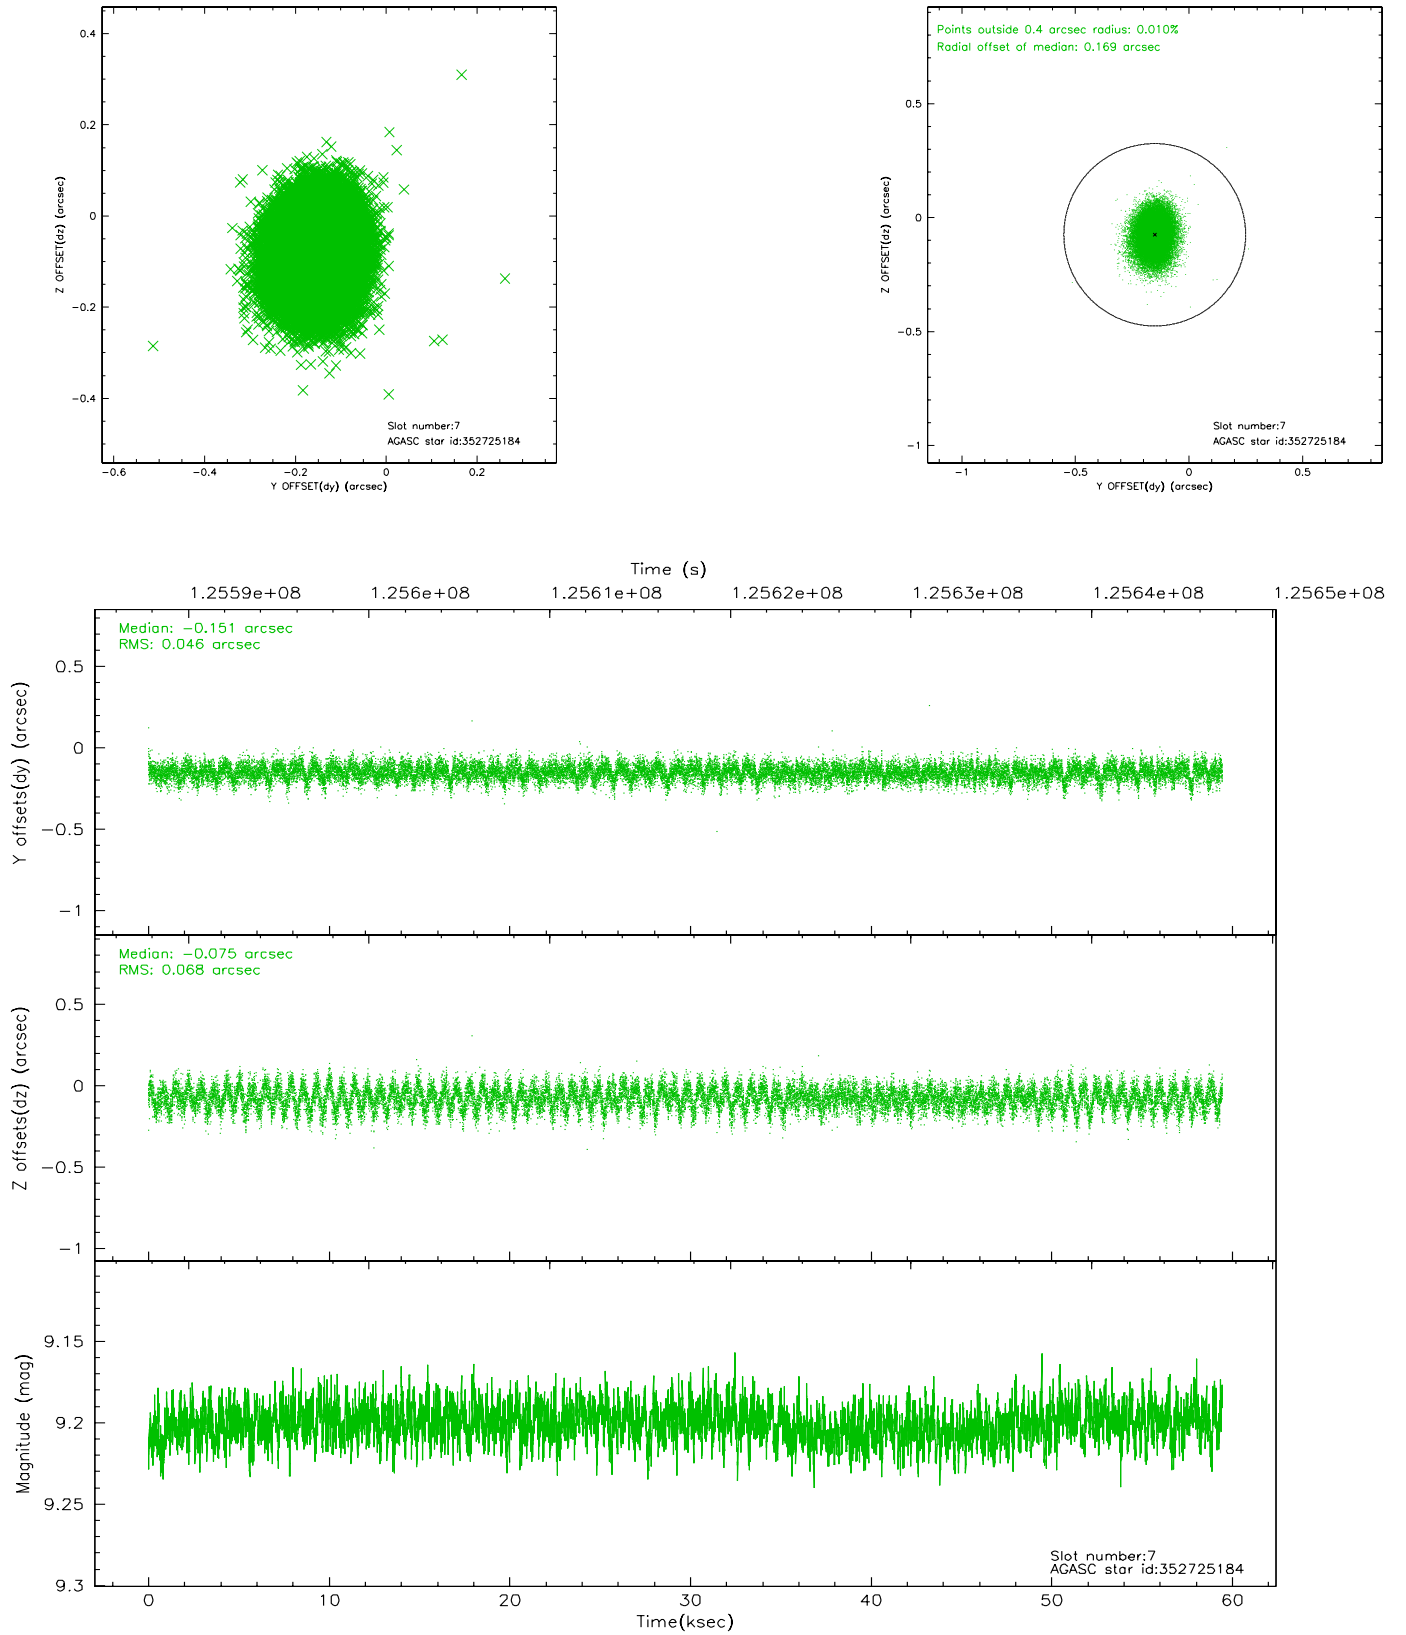 0.4
0.2
0
−0.2
−0.4
Z OFFSET(dz) (arcsec)
Slot number:7
AGASC star id:352725184
−0.6 −0.4 −0.2 0 0.2
Y OFFSET(dy) (arcsec)
Points outside 0.4 arcsec radius: 0.010%
Radial offset of median: 0.169 arcsec
0.5
0
−0.5
−1
Z OFFSET(dz) (arcsec)
Slot number:7
AGASC star id:352725184
−1 −0.5 0 0.5
Y OFFSET(dy) (arcsec)
Time (s)
1.2559e+08 1.256e+08 1.2561e+08 1.2562e+08 1.2563e+08 1.2564e+08 1.2565e+08
Median: −0.151 arcsec
RMS: 0.046 arcsec
0.5
0
−0.5
−1
Y offsets(dy) (arcsec)
Median: −0.075 arcsec
RMS: 0.068 arcsec
0.5
0
−0.5
−1
Z offsets(dz) (arcsec)
9.15
9.2
9.25
9.3
Magnitude (mag)
Slot number:7
AGASC star id:352725184
0 10 20 30 40 50 60
Time(ksec)